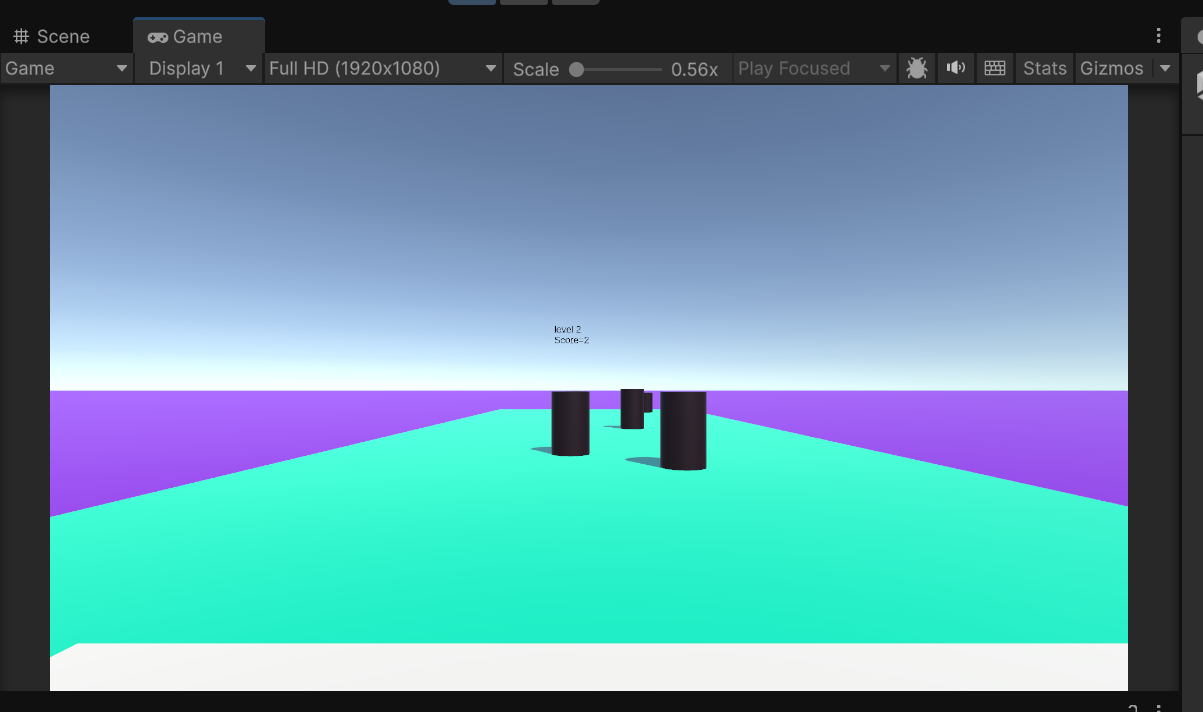 Scene
Game
Game
Display 1
Full HD (1920x1080)
Scale
0.56x
Play Focused
Stats
Gizmos
level 2
Score=2